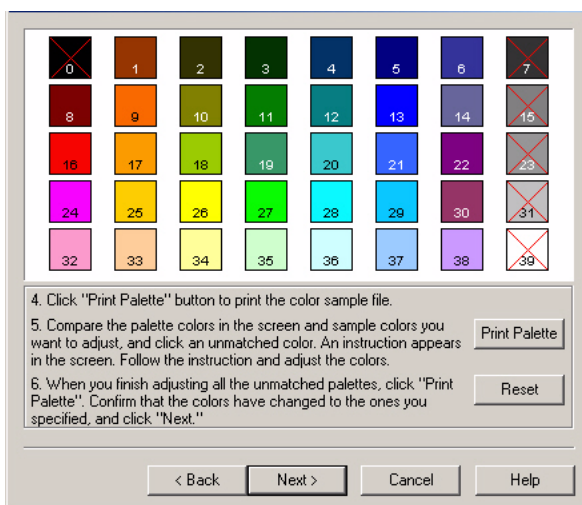 0 1 2 3 4 5 6 7
8 9 10 11 12 13 14 15
16 17 18 19 20 21 22 23
24 25 26 27 28 29 30 31
32 33 34 35 36 37 38 39
4. Click "Print Palette" button to print the color sample file.
5. Compare the palette colors in the screen and sample colors you
want to adjust, and click an unmatched color. An instruction appears
in the screen. Follow the instruction and adjust the colors.
Print Palette
6. When you finish adjusting all the unmatched palettes, click "Print
Palette". Confirm that the colors have changed to the ones you
specified, and click "Next."
Reset
< Back
Next >
Cancel
Help